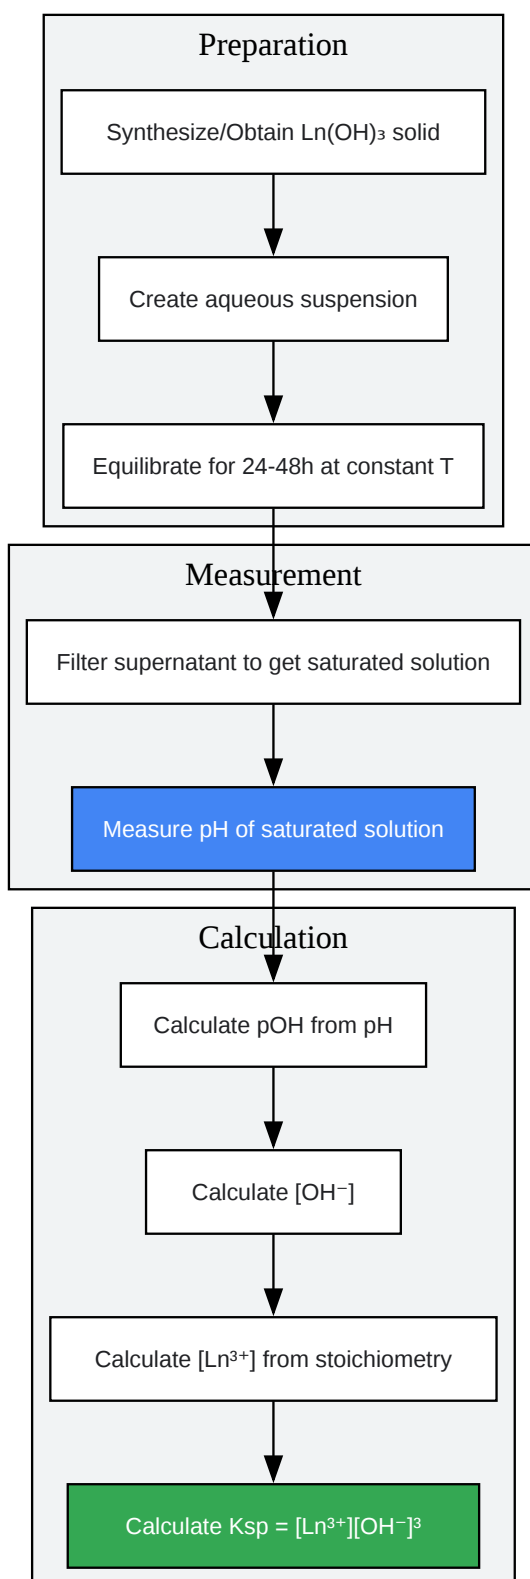 Preparation
Synthesize/Obtain Ln(OH)₃ solid
Create aqueous suspension
Equilibrate for 24-48h at constant T
Measurement
Filter supernatant to get saturated solution
Measure pH of saturated solution
Calculation
Calculate pOH from pH
Calculate [OH⁻]
Calculate [Ln³⁺] from stoichiometry
Calculate Ksp = [Ln³⁺][OH⁻]³